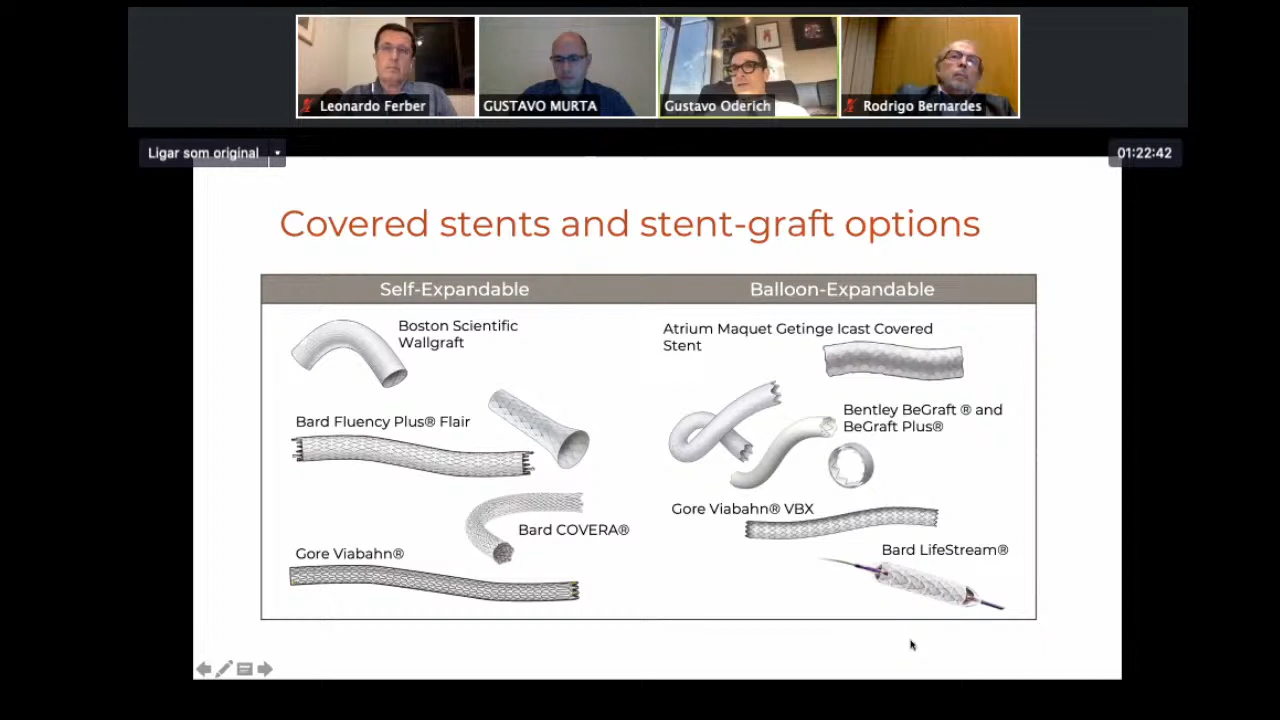 Leonardo Ferber
GUSTAVO MURTA
Gustavo Oderich
Rodrigo Bernardes
Ligar som original
01:22:42
Covered stents and stent-graft options
Self-Expandable
Balloon-Expandable
Boston Scientific
Wallgraft
Bard Fluency Plus® Flair
Bard COVERA®
Gore Viabahn®
Atrium Maquet Getinge Icast Covered
Stent
Bentley BeGraft ® and
BeGraft Plus®
Gore Viabahn® VBX
Bard LifeStream®